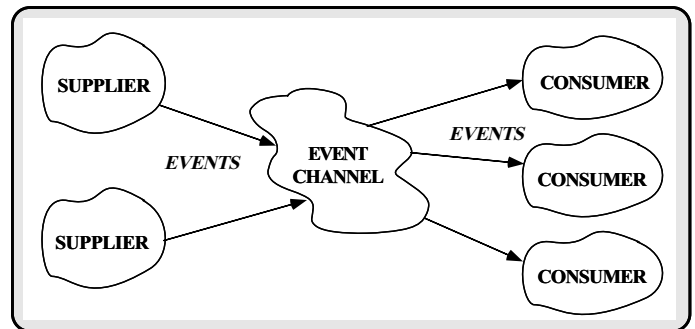 SUPPLIER
SUPPLIER
EVENTS
EVENT
CHANNEL
EVENTS
CONSUMER
CONSUMER
CONSUMER